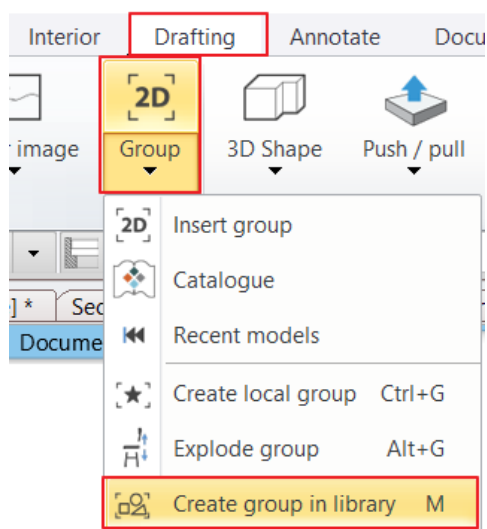 Interior Drafting Annotate Docu
2D
r image Group 3D Shape Push / pull
2D Insert group
Catalogue
] * Sec
Recent models
Docume
Create local group Ctrl+G
Explode group Alt+G
Create group in library M